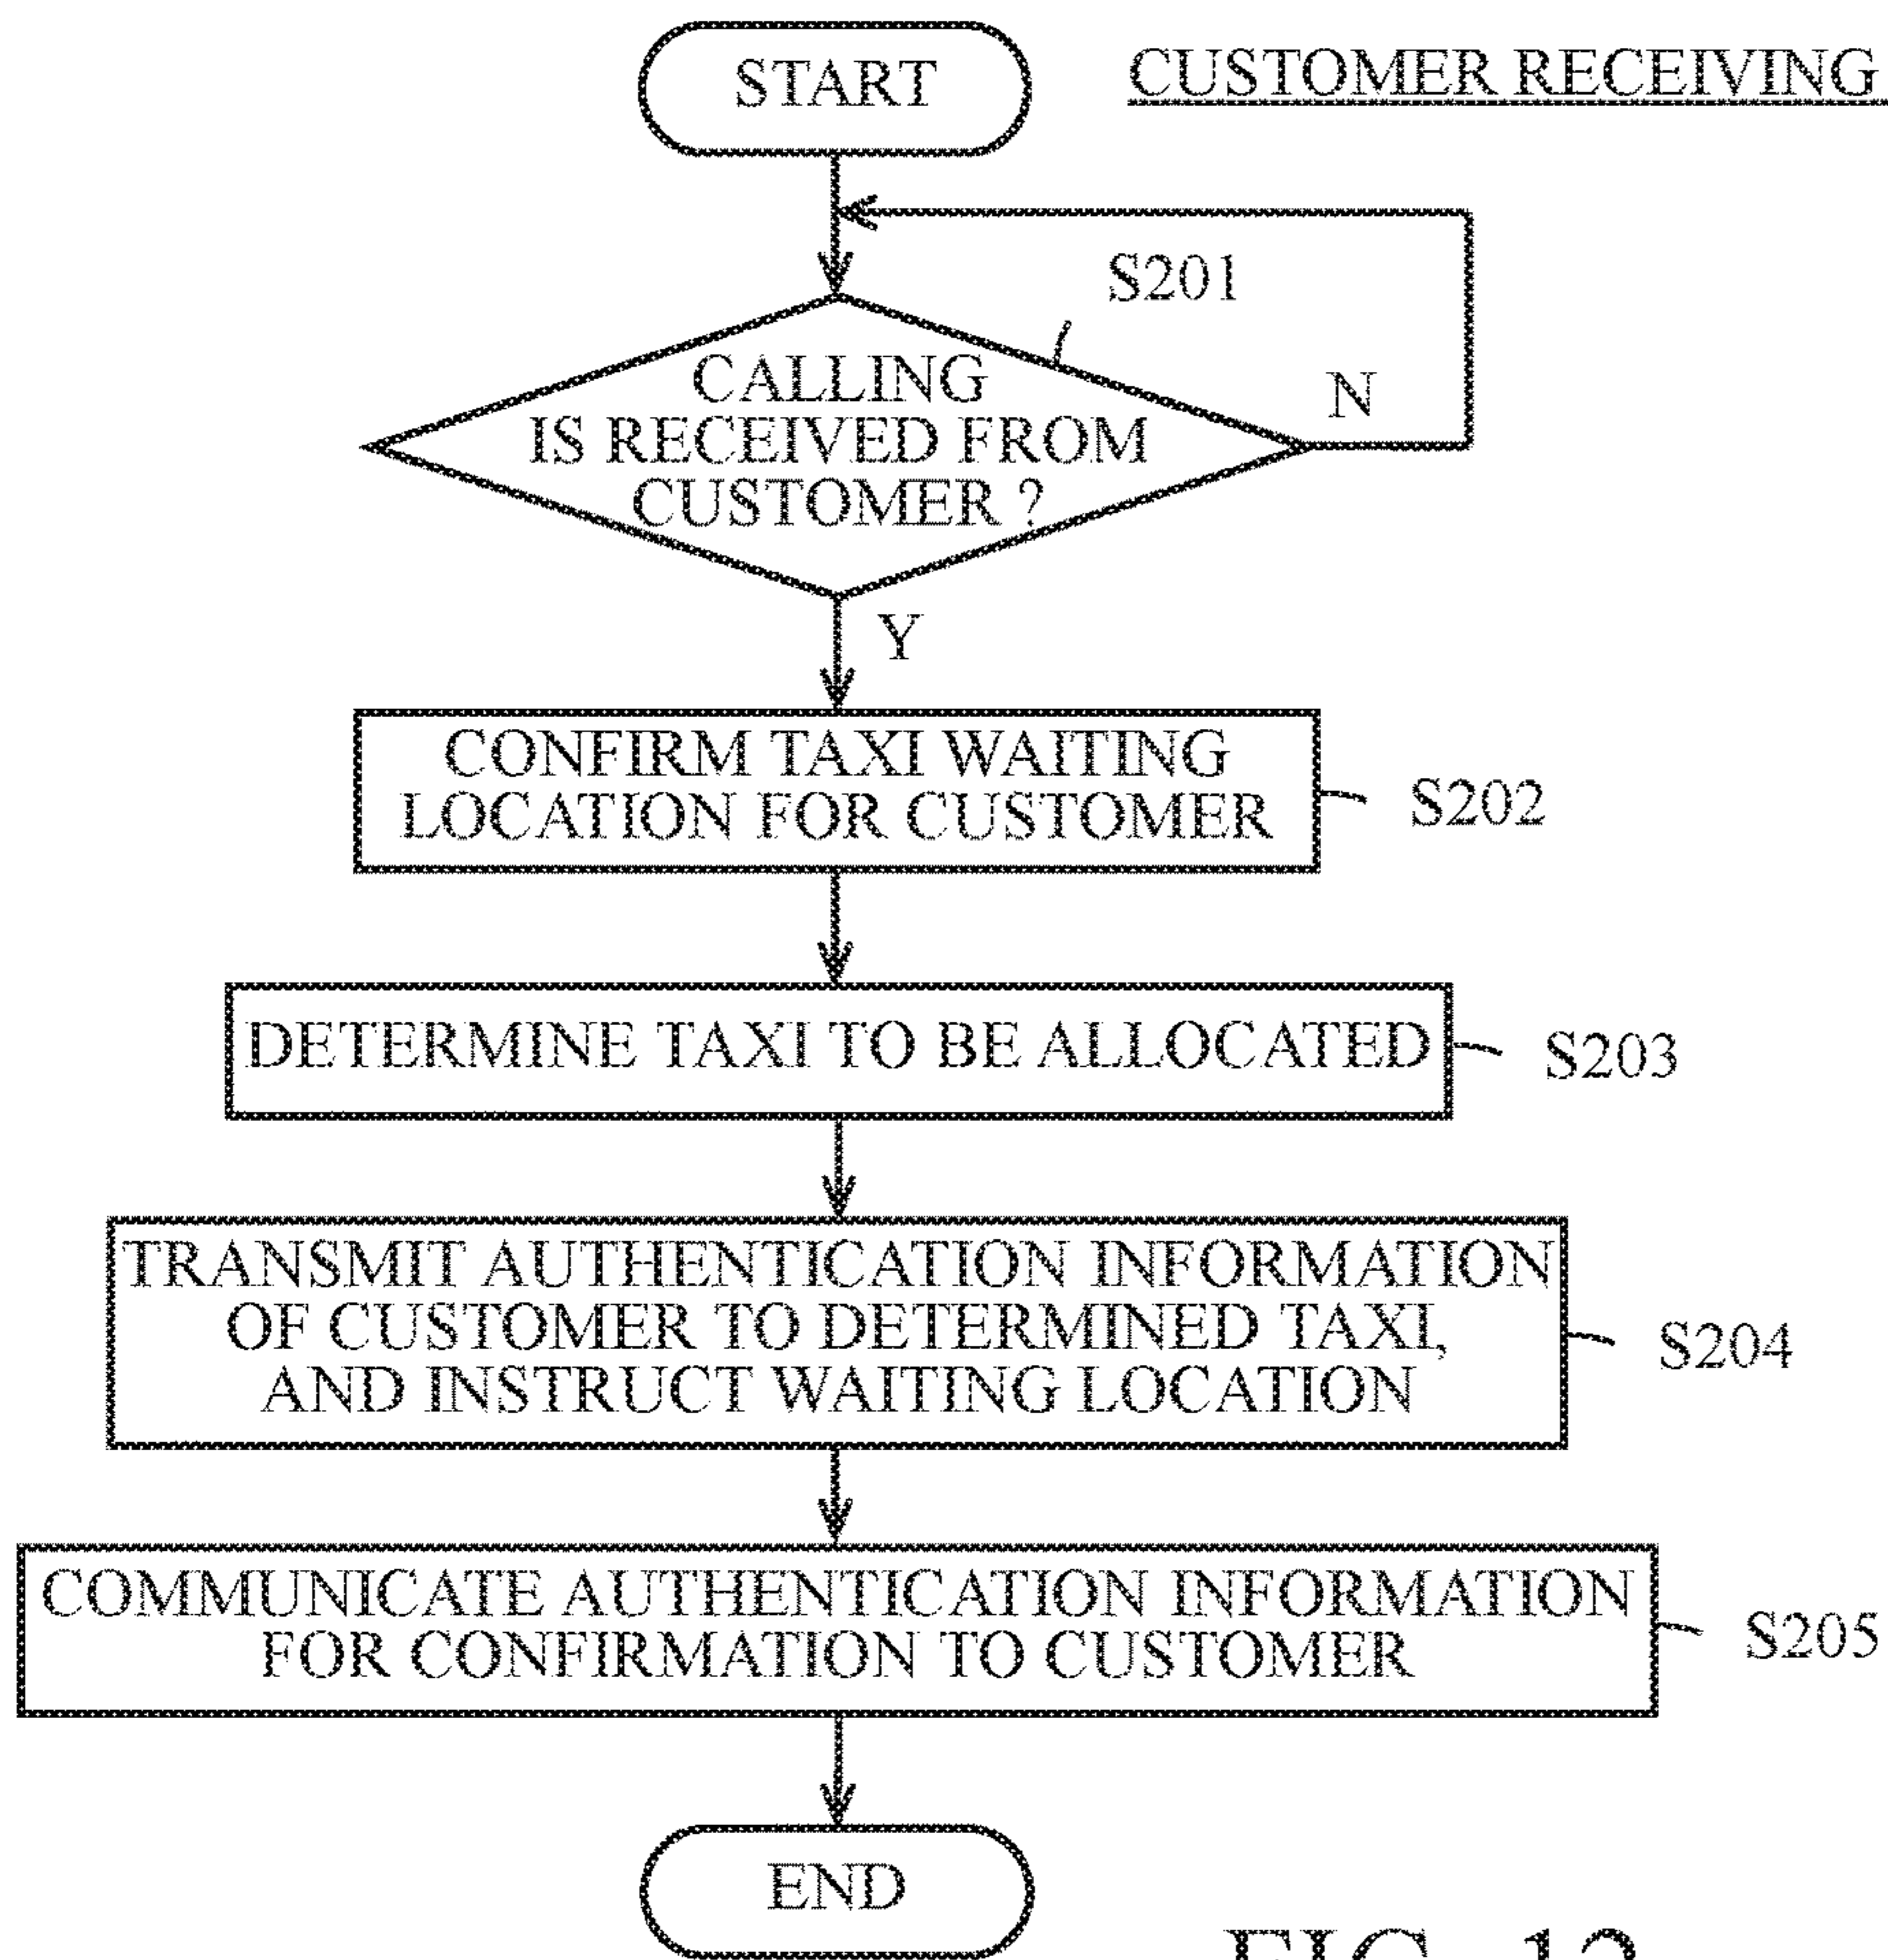 START
CUSTOMER RECEIVING
S201
CALLING
IS RECEIVED FROM
CUSTOMER ?
N
Y
CONFIRM TAXI WAITING
LOCATION FOR CUSTOMER
S202
DETERMINE TAXI TO BE ALLOCATED
S203
TRANSMIT AUTHENTICATION INFORMATION
OF CUSTOMER TO DETERMINED TAXI,
AND INSTRUCT WAITING LOCATION
S204
COMMUNICATE AUTHENTICATION INFORMATION
FOR CONFIRMATION TO CUSTOMER
S205
END
FIG. 12